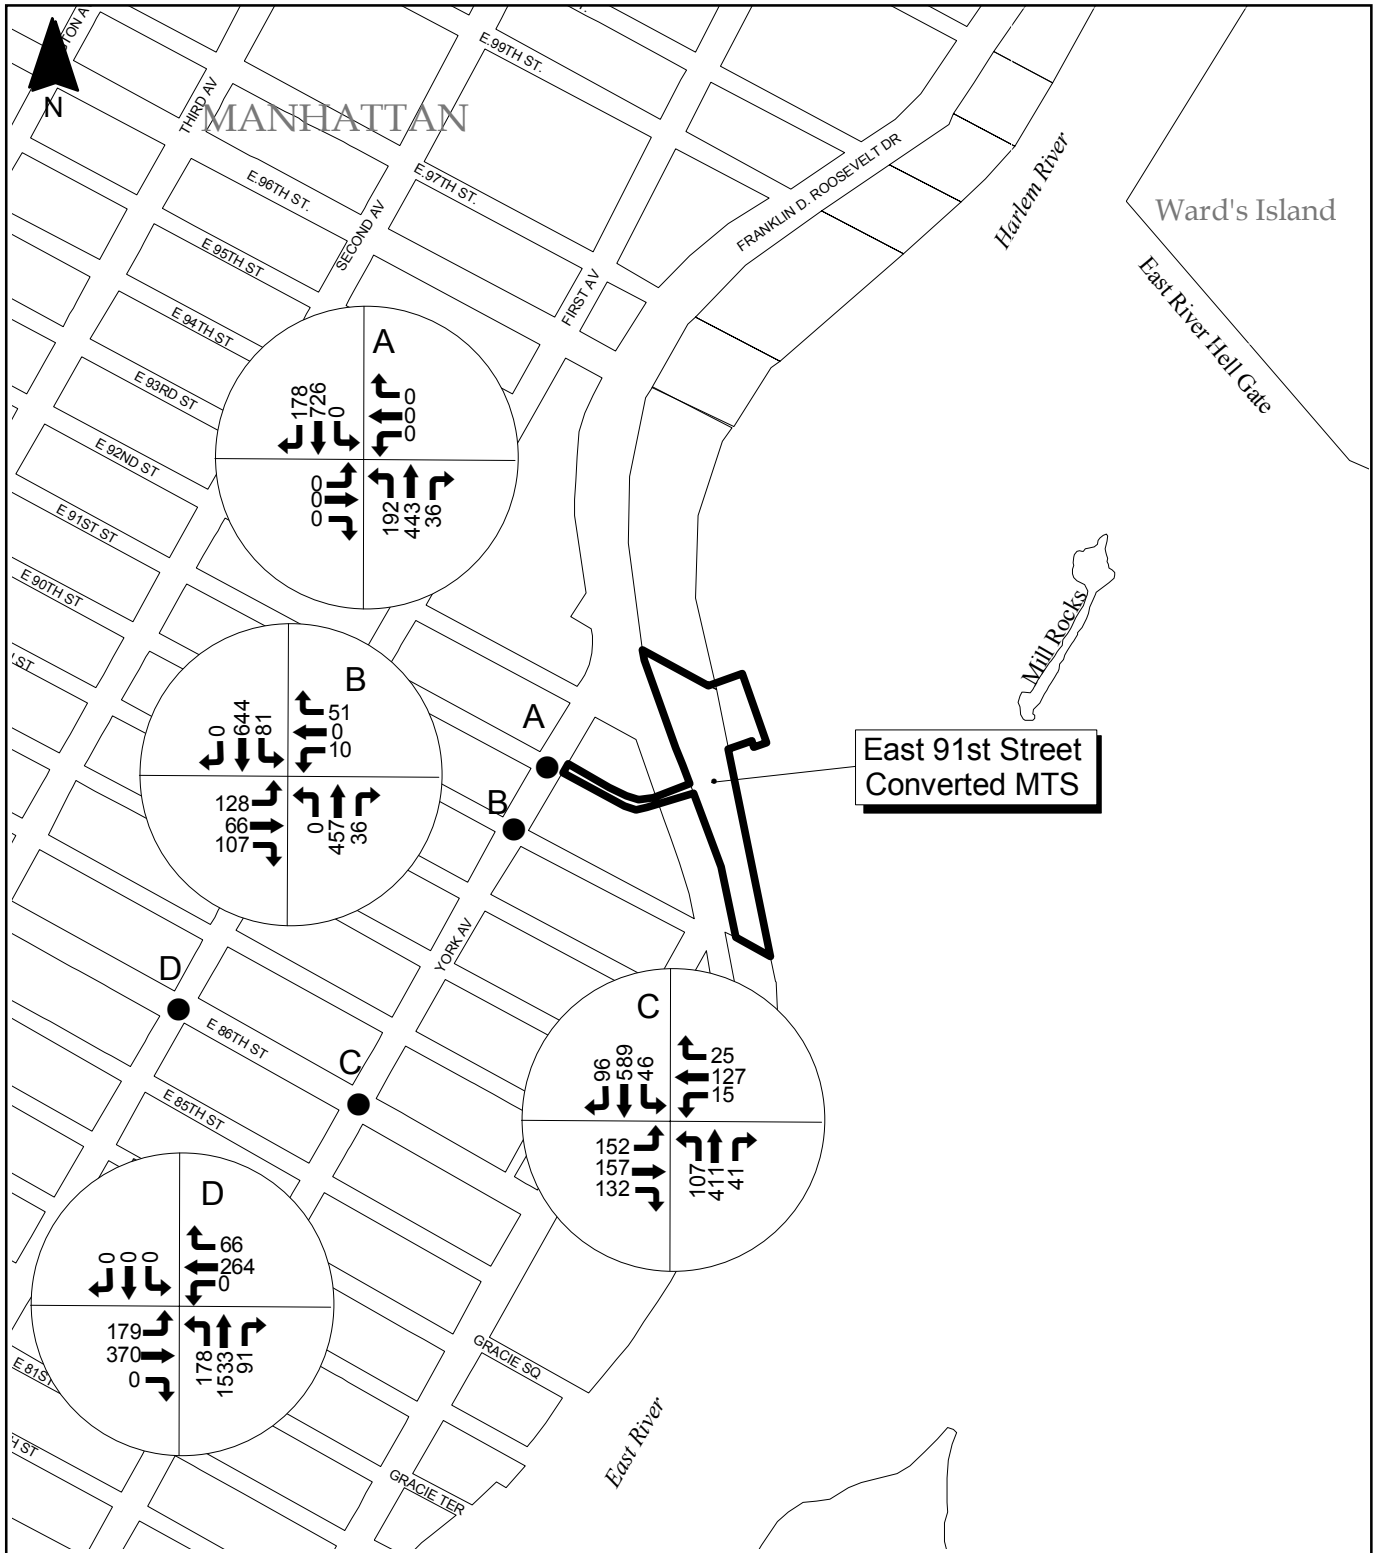 N
MANHATTAN
THIRD AV
E.99TH ST.
E.97TH ST.
E.96TH ST.
SECOND AV
E 95TH ST
E 94TH ST
E 93RD ST
E 92ND ST
E 91ST ST
E 90TH ST
FIRST AV
FRANKLIN D. ROOSEVELT DR
Harlem River
Ward's Island
East River Hell Gate
Mill Rocks
A
178
726
0
0
0
0
0
0
0
192
443
36
B
0
644
81
51
0
10
128
66
107
0
457
36
A
B
East 91st Street
Converted MTS
YORK AV
D
E 86TH ST
C
E 85TH ST
C
96
589
46
25
127
15
152
157
132
107
411
41
D
0
0
0
66
264
0
179
370
0
178
1533
91
E 81ST
GRACIE SQ
GRACIE TER
East River
H ST